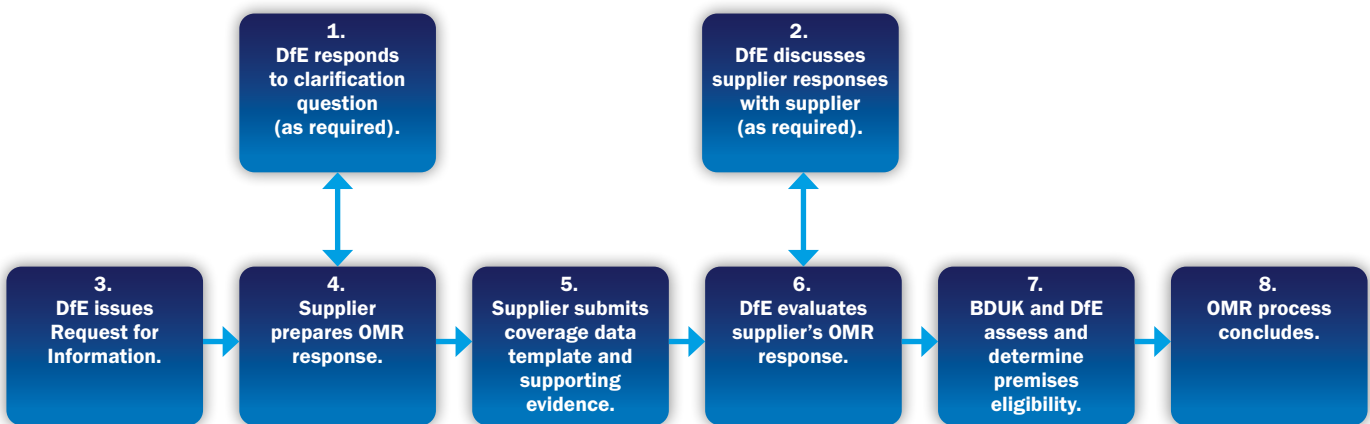 1.
DfE responds
to clarification
question
(as required).
2.
DfE discusses
supplier responses
with supplier
(as required).
3.
DfE issues
Request for
Information.
4.
Supplier
prepares OMR
response.
5.
Supplier submits
coverage data
template and
supporting
evidence.
6.
DfE evaluates
supplier’s OMR
response.
7.
BDUK and DfE
assess and
determine
premises
eligibility.
8.
OMR process
concludes.